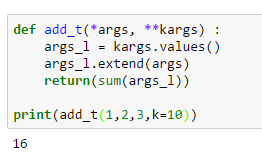 def add_t(*args, **kargs) :
    args_l = kargs.values()
    args_l.extend(args)
    return(sum(args_l))
print(add_t(1,2,3,k=10))
16